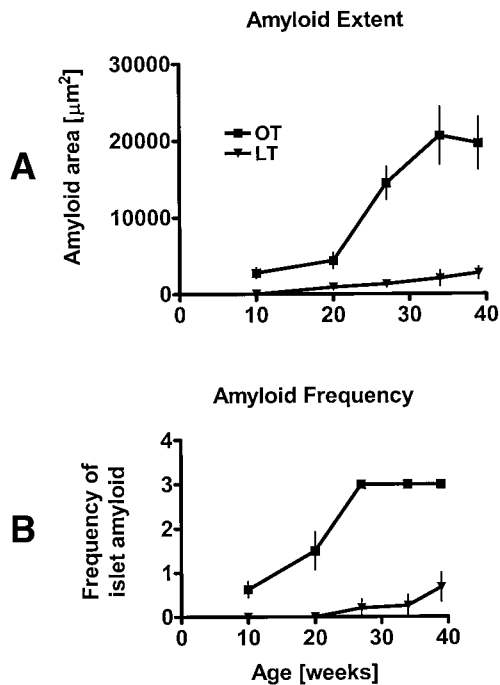 Amyloid Extent
A
Amyloid area [µm²]
30000
20000
10000
0
OT
LT
0 10 20 30 40
Amyloid Frequency
B
Frequency of
islet amyloid
4
3
2
1
0
0 10 20 30 40
Age [weeks]